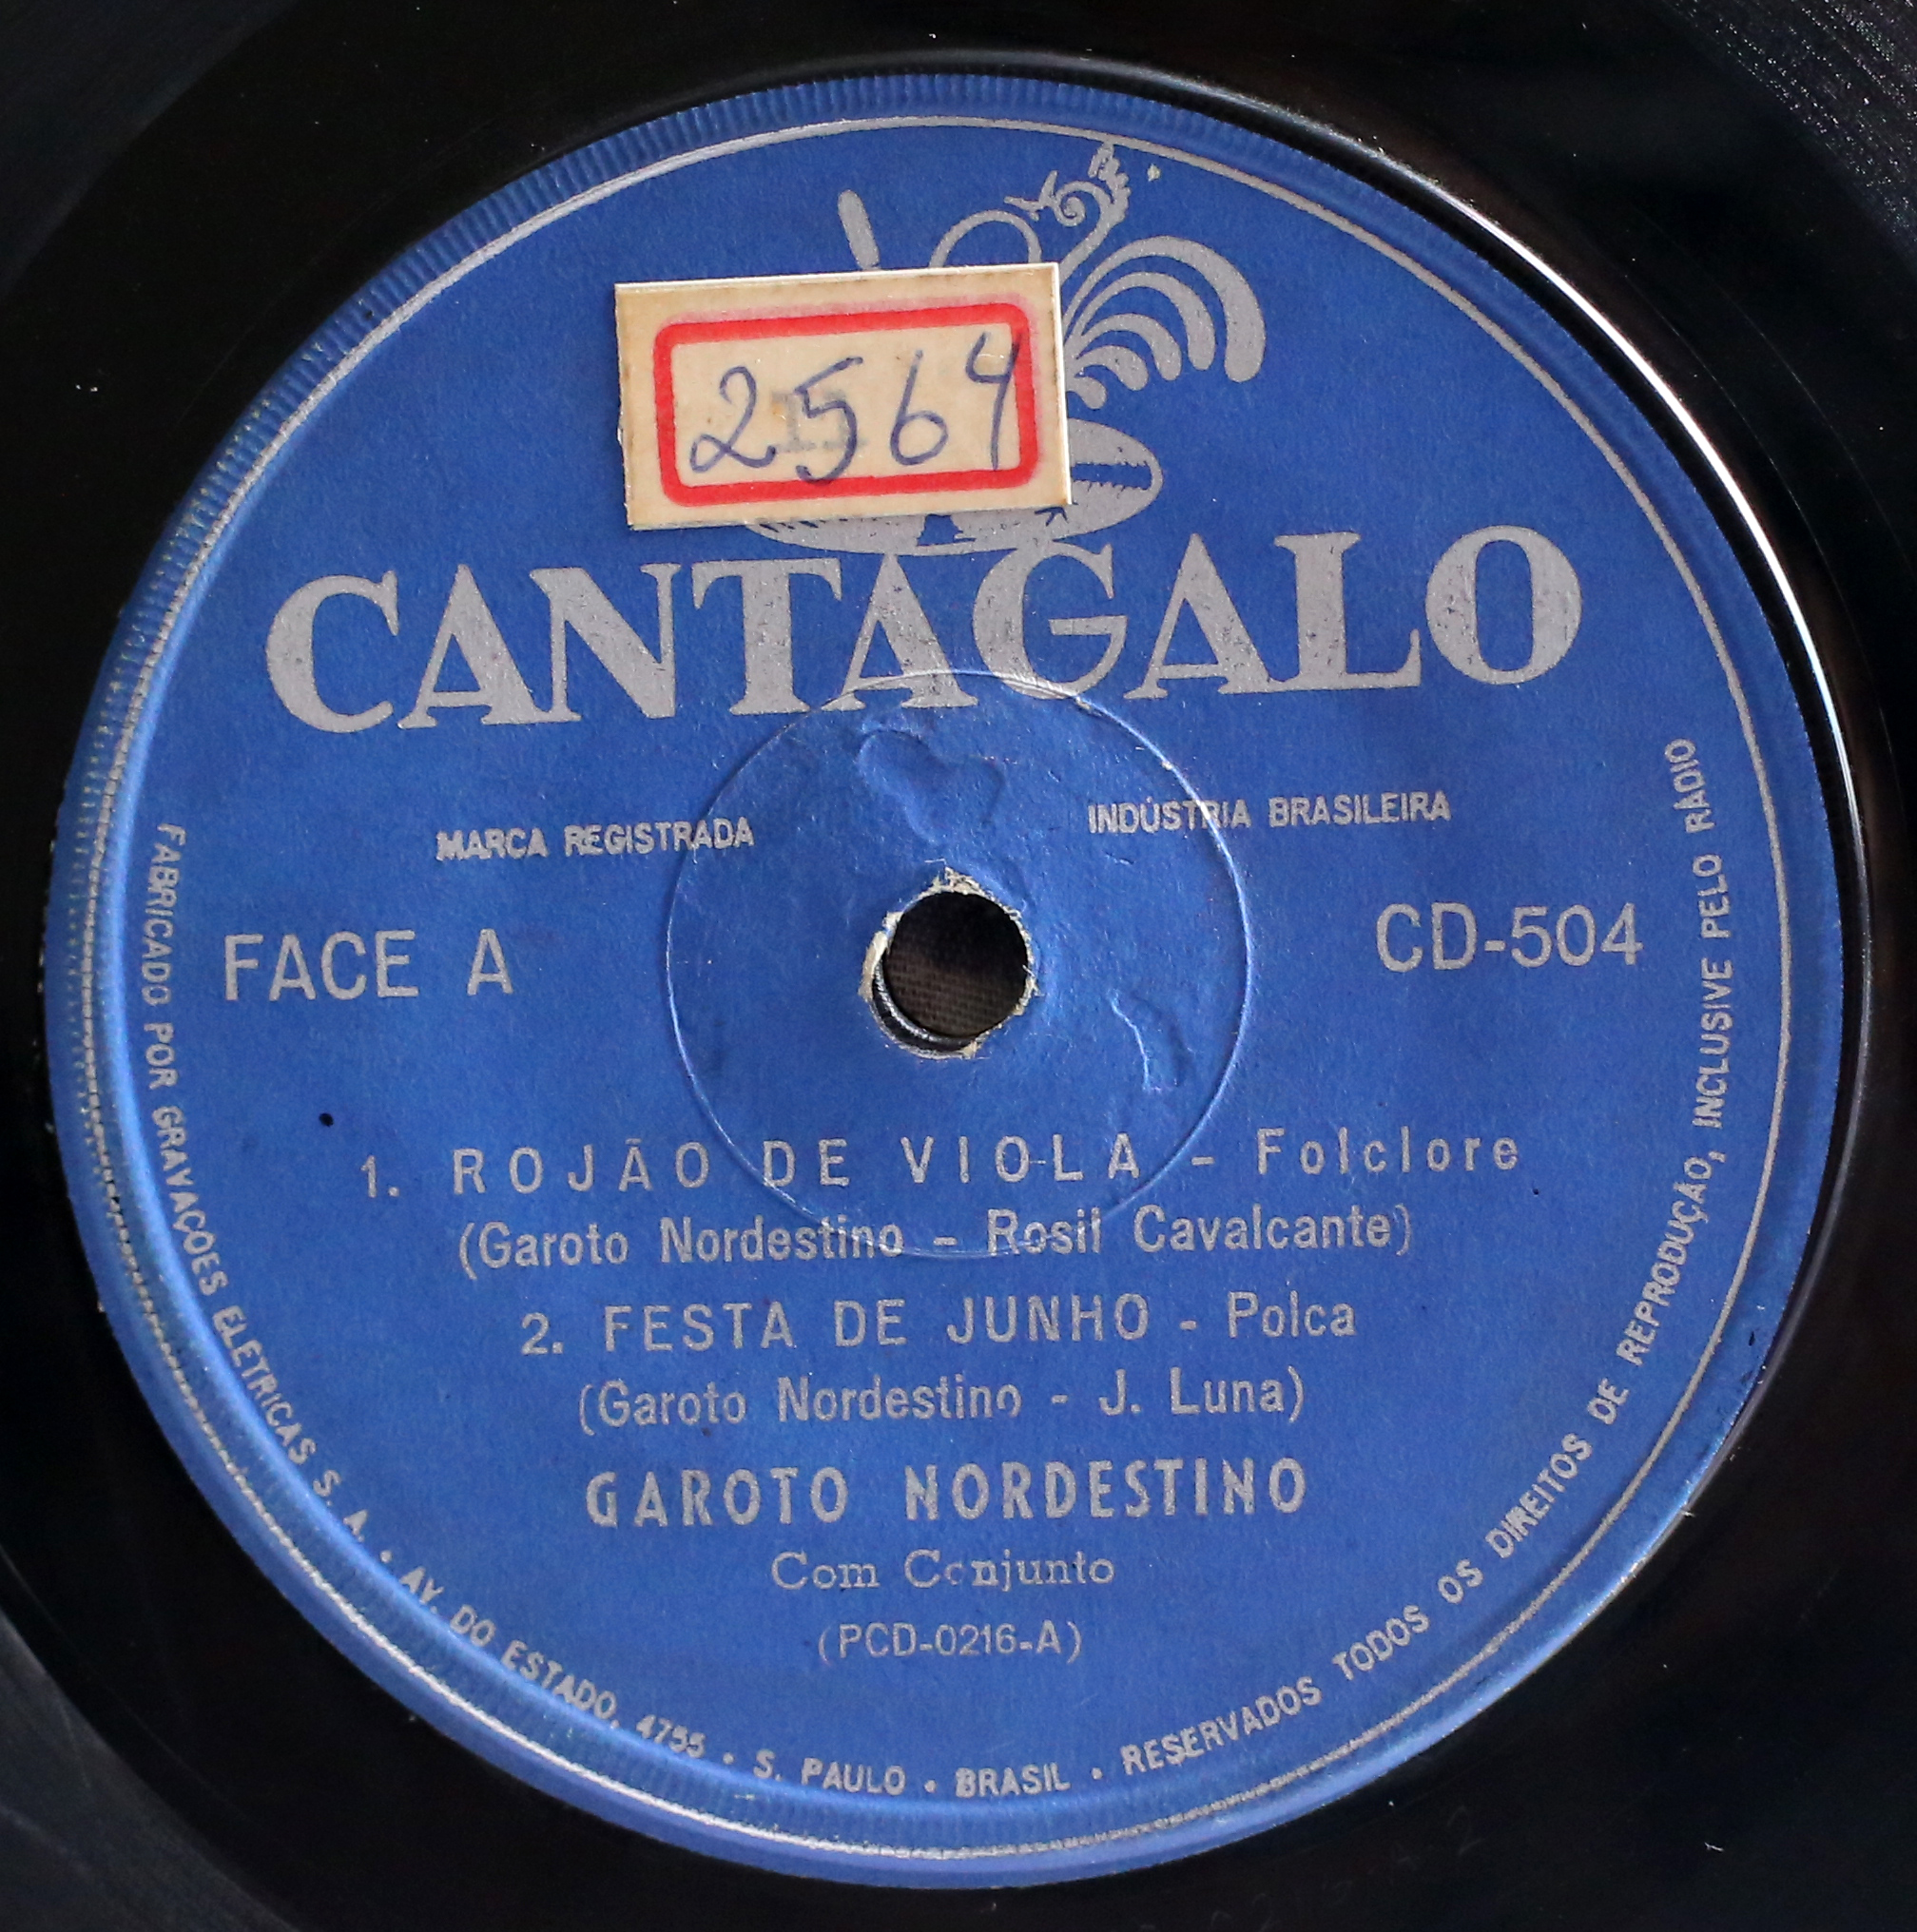 2564
CANTAGALO
MARCA REGISTRADA
INDÚSTRIA BRASILEIRA
FACE A
CD-504
1. ROJÃO DE VIOLA - Folclore
(Garoto Nordestino - Rosil Cavalcante)
2. FESTA DE JUNHO - Polca
(Garoto Nordestino - J. Luna)
GAROTO NORDESTINO
Com Conjunto
(PCD-0216-A)
FABRICADO POR GRAVAÇÕES ELETRICAS S. A. • AV. DO ESTADO, 4755 • S. PAULO • BRASIL • RESERVADOS TODOS OS DIREITOS DE REPRODUÇÃO, INCLUSIVE PELO RADIO